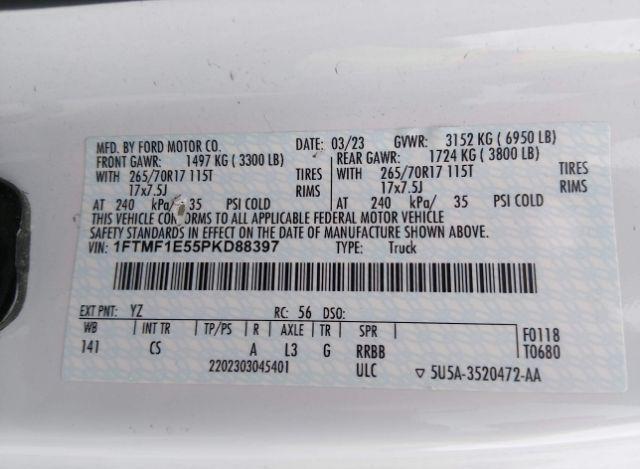 MFD. BY FORD MOTOR CO. DATE: 03/23 GVWR: 3152 KG ( 6950 LB)
FRONT GAWR: 1497 KG ( 3300 LB) REAR GAWR: 1724 KG ( 3800 LB)
WITH 265/70R17 115T TIRES WITH 265/70R17 115T TIRES
17x7.5J RIMS 17x7.5J RIMS
AT 240 kPa/ 35 PSI COLD AT 240 kPa/ 35 PSI COLD
THIS VEHICLE CONFORMS TO ALL APPLICABLE FEDERAL MOTOR VEHICLE
SAFETY STANDARDS IN EFFECT ON THE DATE OF MANUFACTURE SHOWN ABOVE.
VIN: 1FTMF1E55PKD88397 TYPE: Truck
EXT PNT: YZ RC: 56 DSO:
WB INT TR TP/PS R AXLE TR SPR F0118
141 CS A L3 G RRBB T0680
2202303045401 ULC ▽ 5U5A-3520472-AA